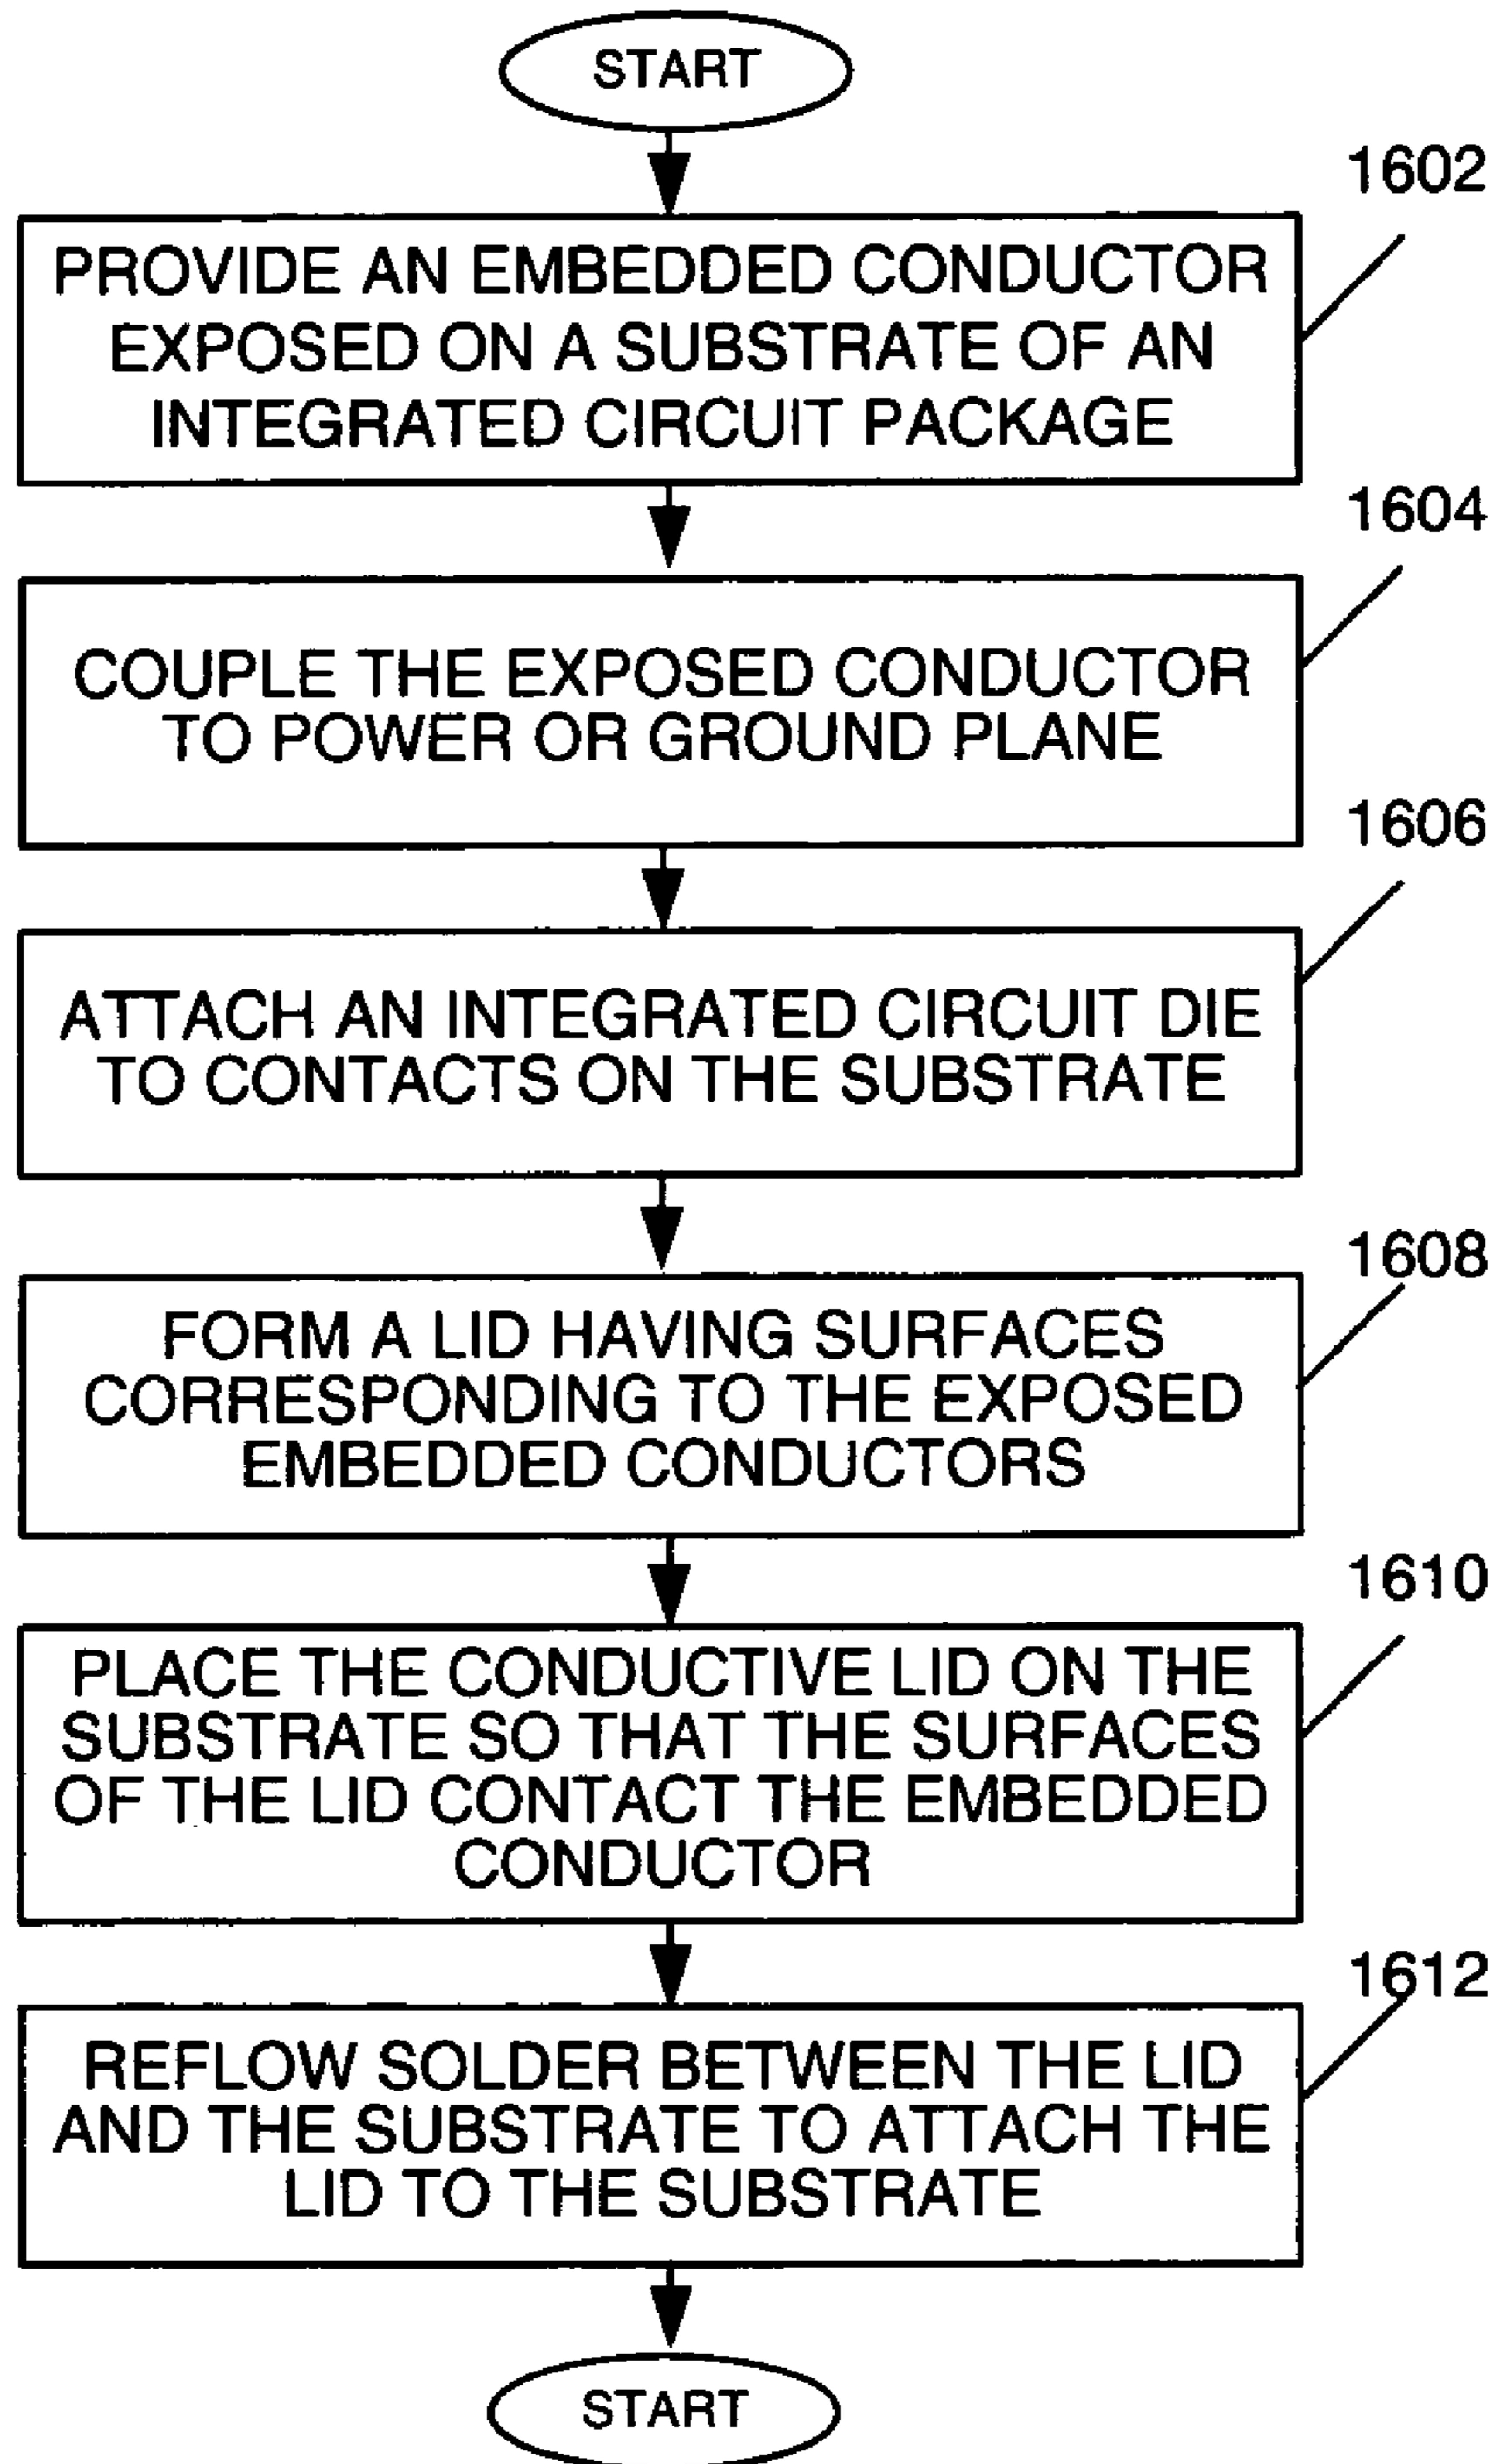 START
1602
PROVIDE AN EMBEDDED CONDUCTOR
EXPOSED ON A SUBSTRATE OF AN
INTEGRATED CIRCUIT PACKAGE
1604
COUPLE THE EXPOSED CONDUCTOR
TO POWER OR GROUND PLANE
1606
ATTACH AN INTEGRATED CIRCUIT DIE
TO CONTACTS ON THE SUBSTRATE
1608
FORM A LID HAVING SURFACES
CORRESPONDING TO THE EXPOSED
EMBEDDED CONDUCTORS
1610
PLACE THE CONDUCTIVE LID ON THE
SUBSTRATE SO THAT THE SURFACES
OF THE LID CONTACT THE EMBEDDED
CONDUCTOR
1612
REFLOW SOLDER BETWEEN THE LID
AND THE SUBSTRATE TO ATTACH THE
LID TO THE SUBSTRATE
START